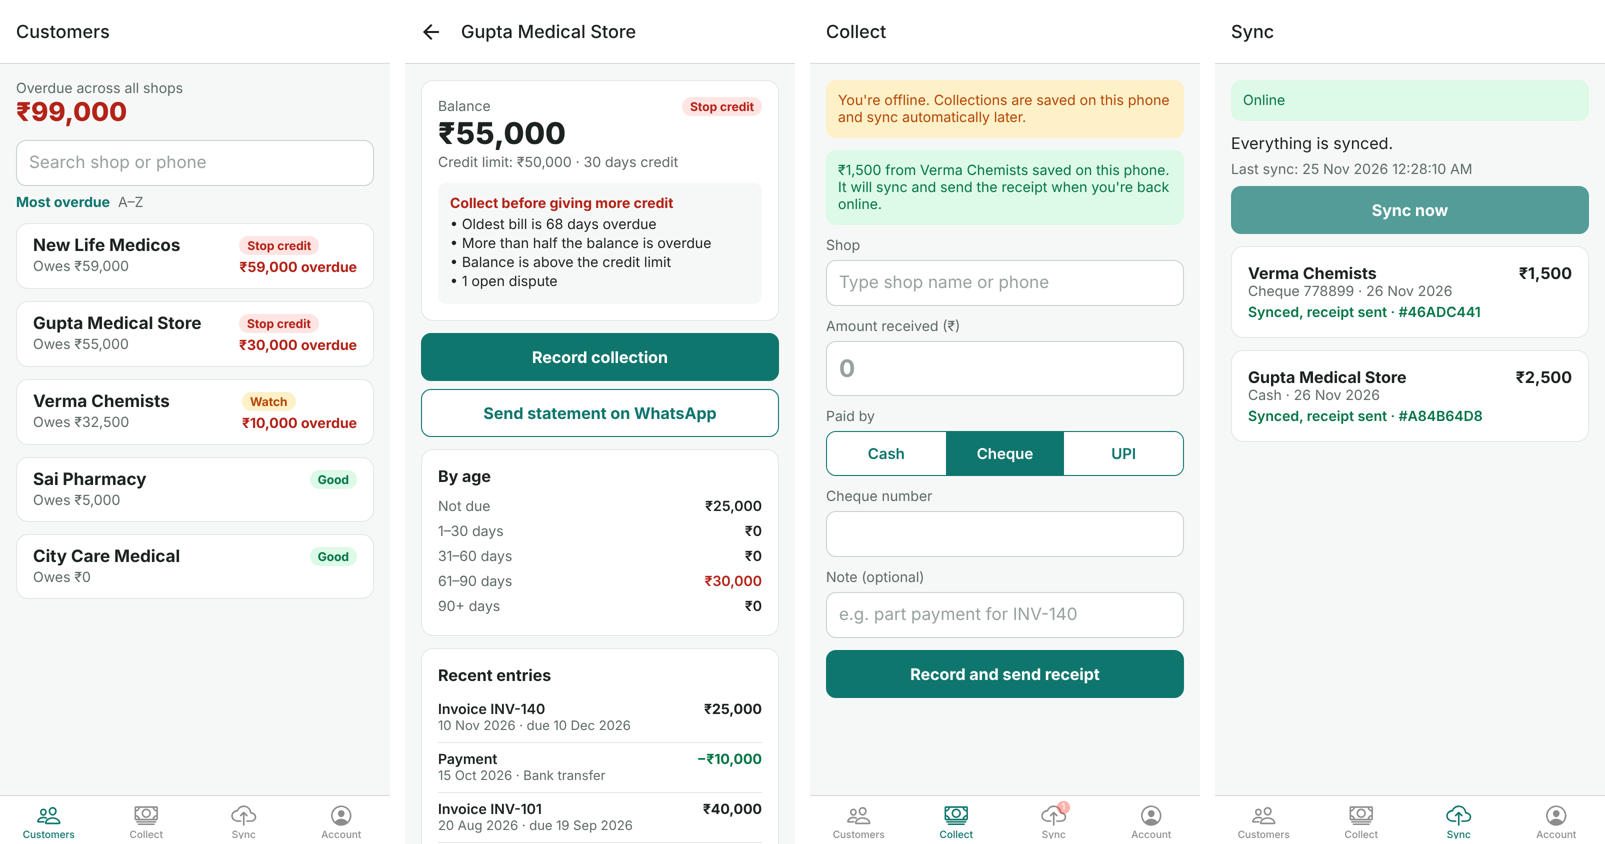 Customers
Overdue across all shops
₹99,000
Search shop or phone
Most overdue A–Z
New Life Medicos
Stop credit
Owes ₹59,000
₹59,000 overdue
Gupta Medical Store
Stop credit
Owes ₹55,000
₹30,000 overdue
Verma Chemists
Watch
Owes ₹32,500
₹10,000 overdue
Sai Pharmacy
Good
Owes ₹5,000
City Care Medical
Good
Owes ₹0
Customers
Collect
Sync
Account
Gupta Medical Store
Balance
Stop credit
₹55,000
Credit limit: ₹50,000 · 30 days credit
Collect before giving more credit
• Oldest bill is 68 days overdue
• More than half the balance is overdue
• Balance is above the credit limit
• 1 open dispute
Record collection
Send statement on WhatsApp
By age
Not due ₹25,000
1–30 days ₹0
31–60 days ₹0
61–90 days ₹30,000
90+ days ₹0
Recent entries
Invoice INV-140 ₹25,000
10 Nov 2026 · due 10 Dec 2026
Payment −₹10,000
15 Oct 2026 · Bank transfer
Invoice INV-101 ₹40,000
20 Aug 2026 · due 19 Sep 2026
Collect
You're offline. Collections are saved on this phone
and sync automatically later.
₹1,500 from Verma Chemists saved on this phone.
It will sync and send the receipt when you're back
online.
Shop
Type shop name or phone
Amount received (₹)
0
Paid by
Cash
Cheque
UPI
Cheque number
Note (optional)
e.g. part payment for INV-140
Record and send receipt
Customers
Collect
1
Sync
Account
Sync
Online
Everything is synced.
Last sync: 25 Nov 2026 12:28:10 AM
Sync now
Verma Chemists ₹1,500
Cheque 778899 · 26 Nov 2026
Synced, receipt sent · #46ADC441
Gupta Medical Store ₹2,500
Cash · 26 Nov 2026
Synced, receipt sent · #A84B64D8
Customers
Collect
Sync
Account